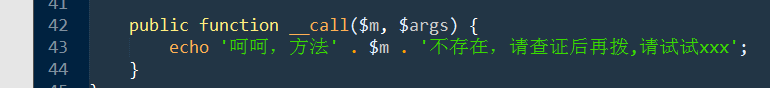 41
42 public function __call($m, $args) {
43 echo '呵呵，方法' . $m . '不存在，请查证后再拨,请试试xxx';
44 }